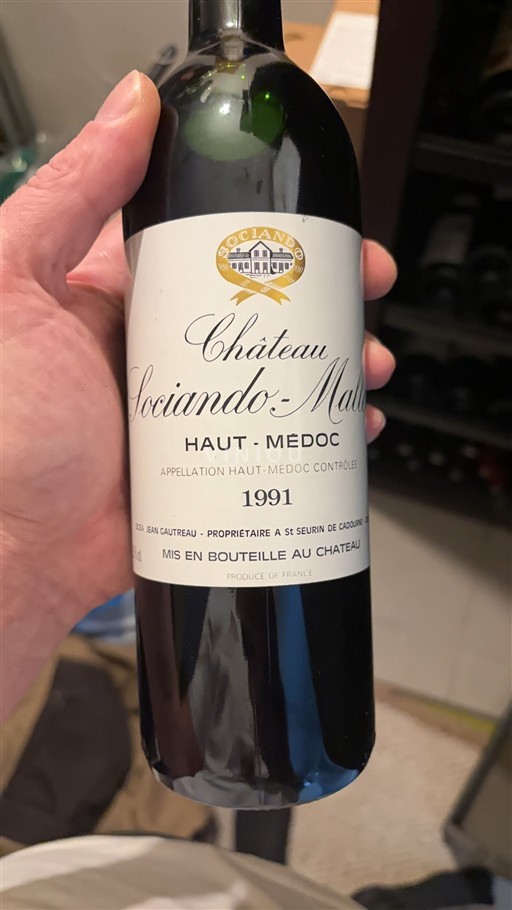 SOCIANDO
Château
Sociando-Mall
HAUT-MÉDOC
APPELLATION HAUT-MÉDOC CONTRÔLÉE
VINIOU
1991
JEAN GAUTREAU - PROPRIÉTAIRE A St SEURIN DE CADOURNE
MIS EN BOUTEILLE AU CHATEAU
PRODUCE OF FRANCE